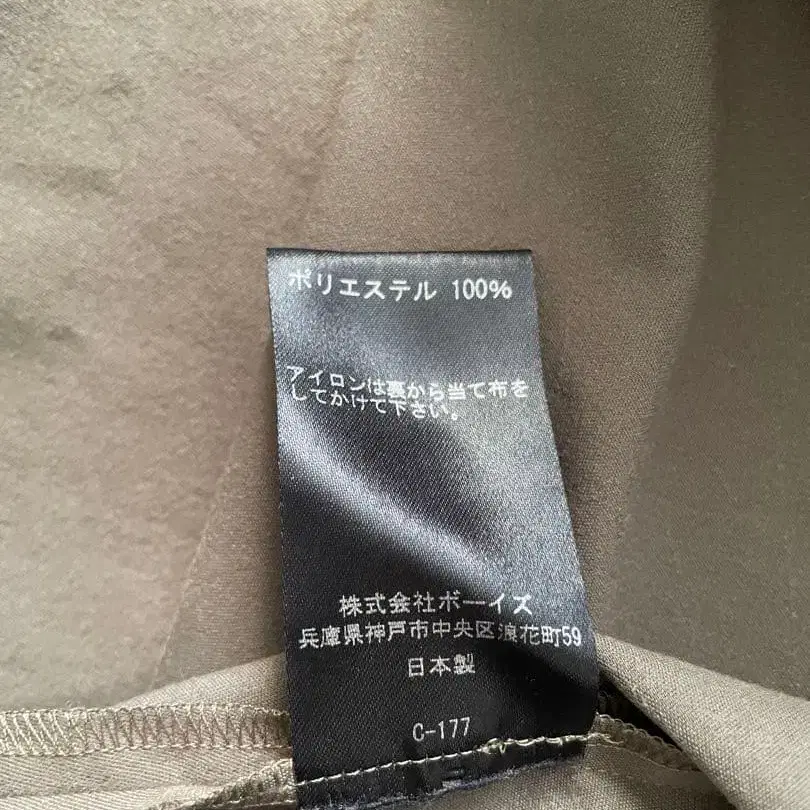 ポリエステル 100%
アイロンは裏から当て布を
してかけて下さい。
株式会社ボーイズ
兵庫県神戸市中央区浪花町59
日本製
C-177